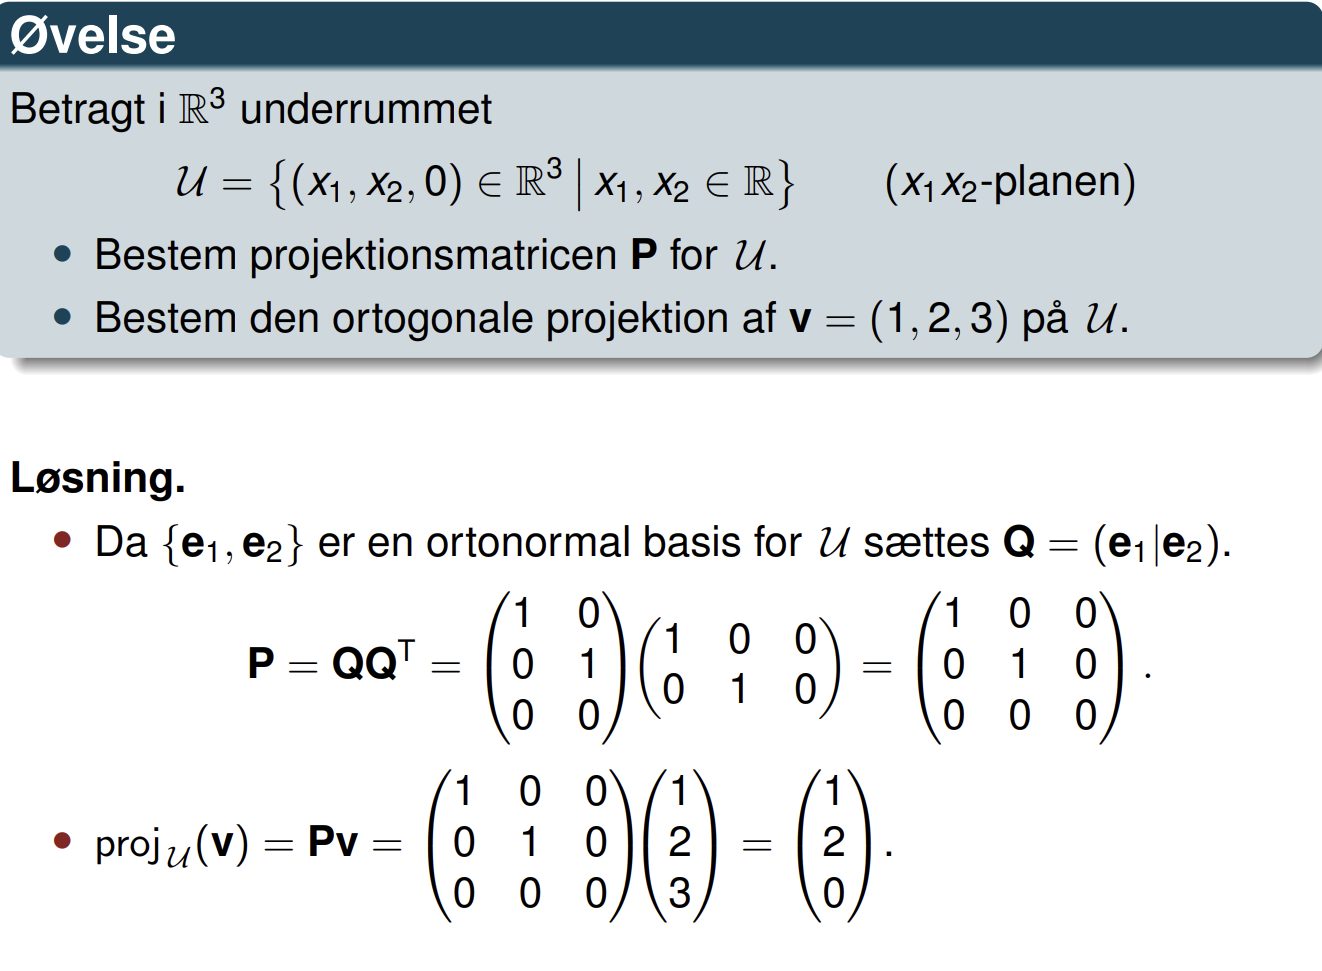 Øvelse
Betragt i ℝ³ underrummet
𝒰 = {(x₁, x₂, 0) ∈ ℝ³ | x₁, x₂ ∈ ℝ} (x₁x₂-planen)
• Bestem projektionsmatricen P for 𝒰.
• Bestem den ortogonale projektion af v = (1, 2, 3) på 𝒰.
Løsning.
• Da {e₁, e₂} er en ortonormal basis for 𝒰 sættes Q = (e₁|e₂).
P = QQᵀ = (1 0; 0 1; 0 0) (1 0 0; 0 1 0) = (1 0 0; 0 1 0; 0 0 0).
• proj_𝒰(v) = Pv = (1 0 0; 0 1 0; 0 0 0) (1; 2; 3) = (1; 2; 0).